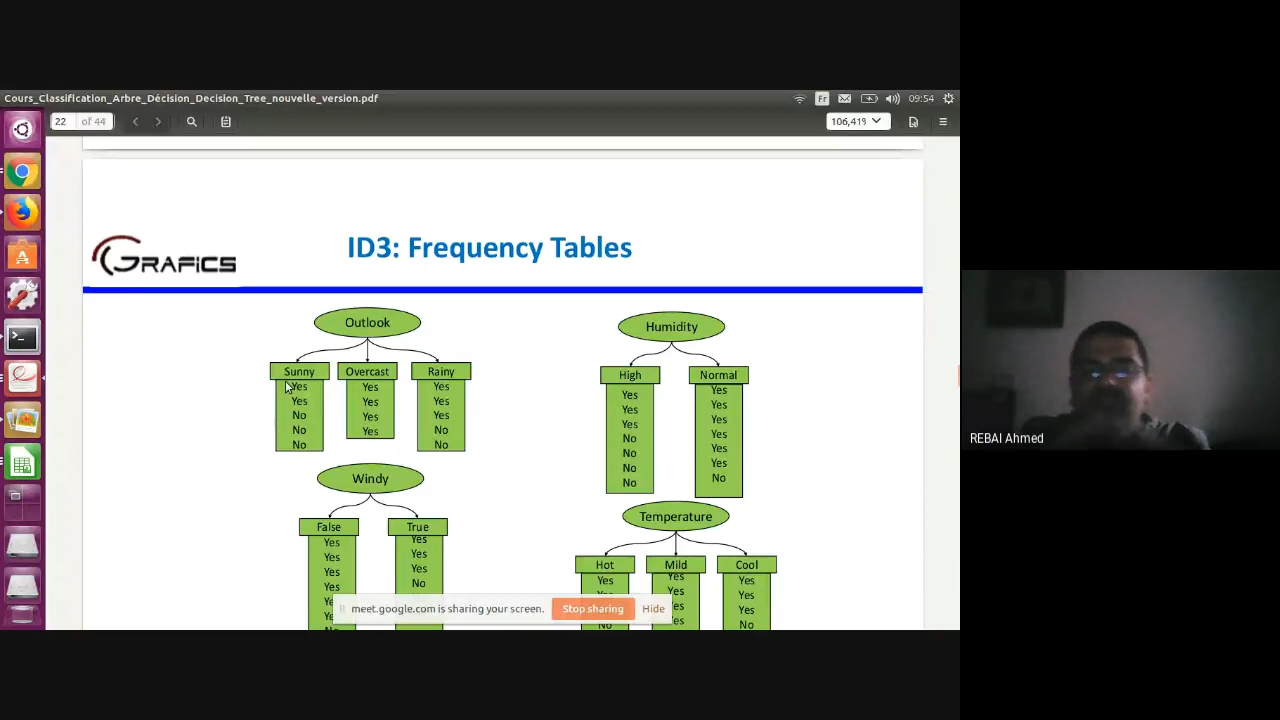 Cours_Classification_Arbre_Décision_Decision_Tree_nouvelle_version.pdf
Fr
09:54
22 of 44
106,41%
GRAFICS
ID3: Frequency Tables
Outlook
Sunny
Overcast
Rainy
Yes
Yes
No
No
No
Yes
Yes
Yes
Yes
Yes
Yes
Yes
No
No
Humidity
High
Normal
Yes
Yes
Yes
No
No
No
No
Yes
Yes
Yes
Yes
Yes
Yes
No
Windy
False
True
Yes
Yes
Yes
Yes
Yes
Yes
Yes
No
Temperature
Hot
Mild
Cool
Yes
No
Yes
Yes
Yes
Yes
Yes
No
meet.google.com is sharing your screen.
Stop sharing
Hide
REBAI Ahmed